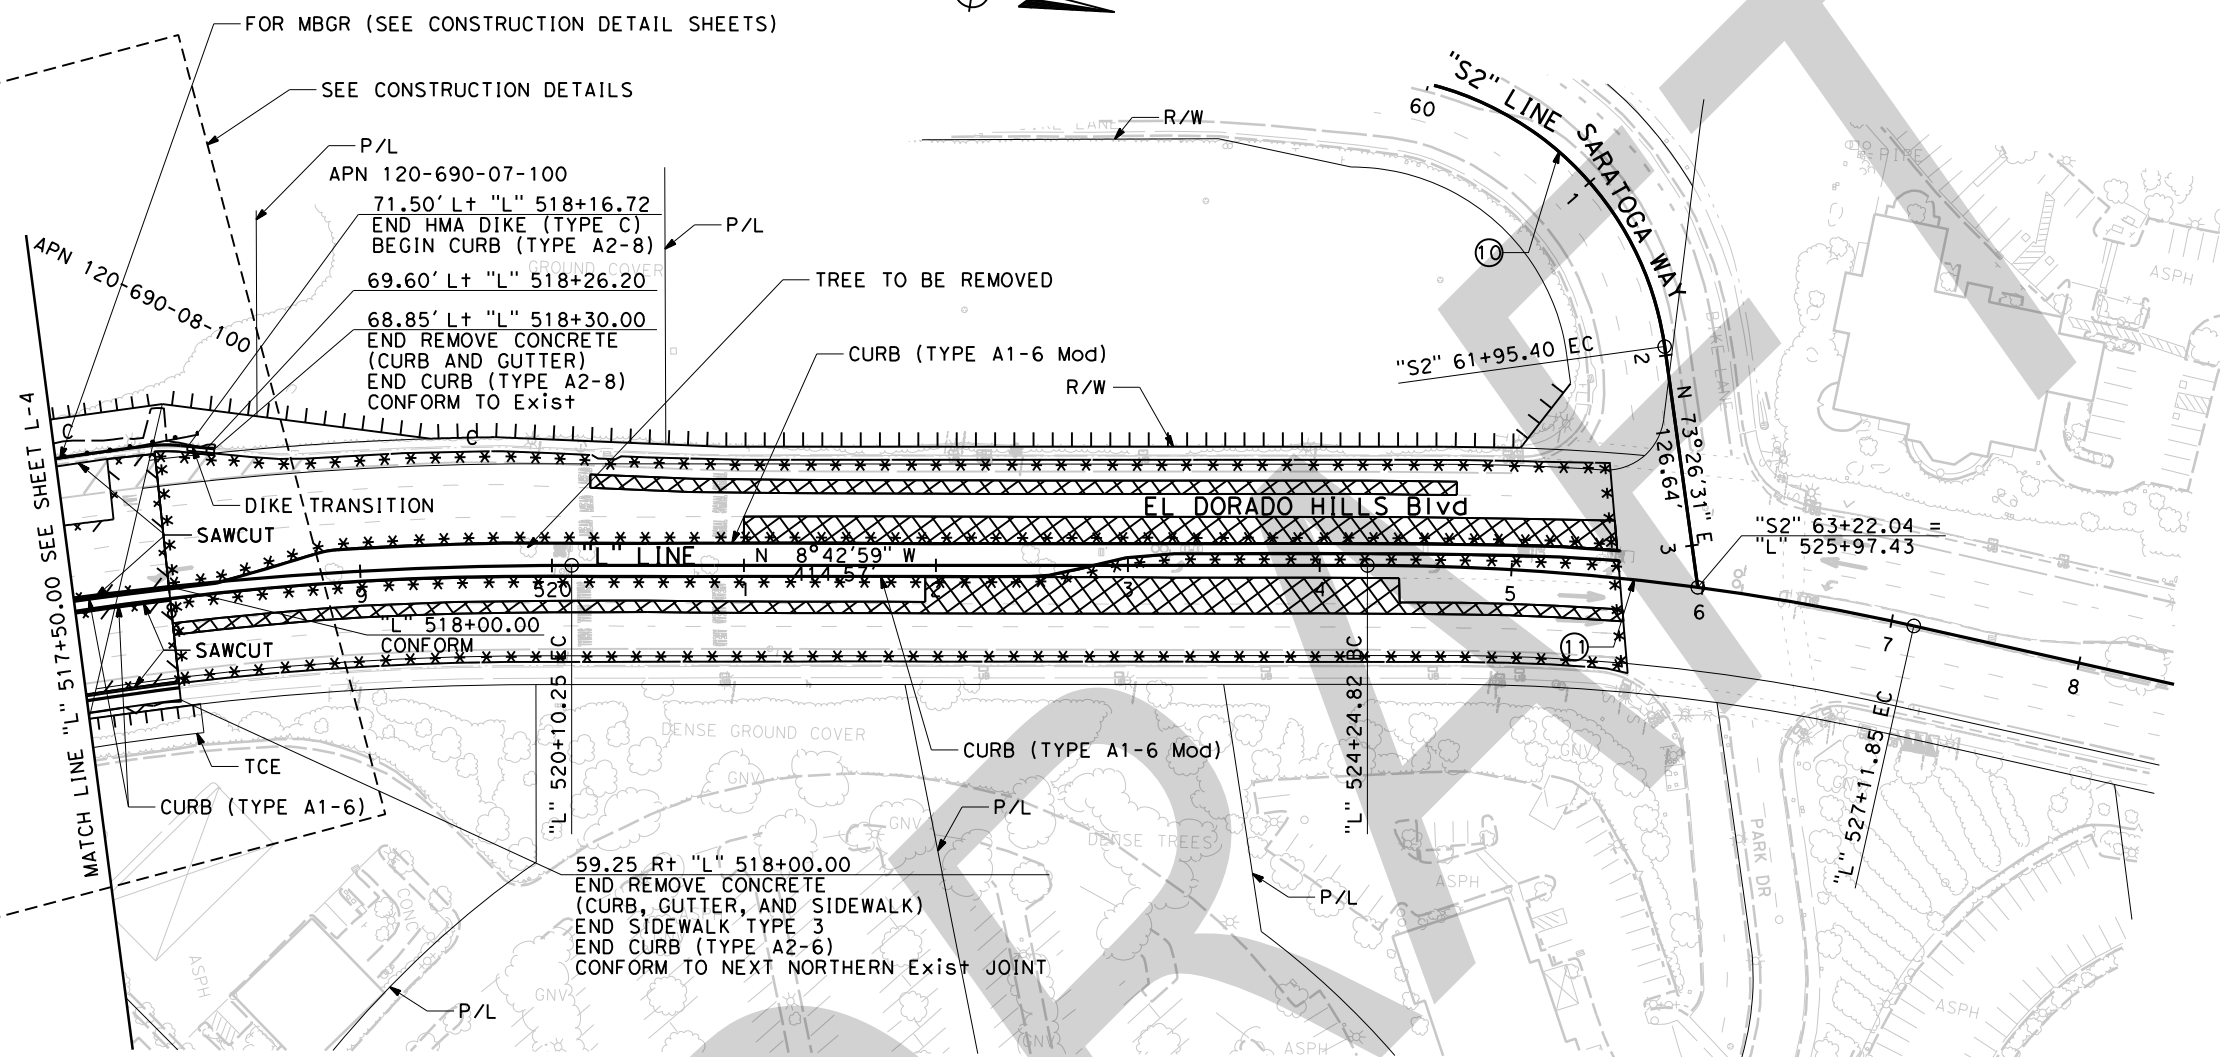 FOR MBGR (SEE CONSTRUCTION DETAIL SHEETS)
SEE CONSTRUCTION DETAILS
P/L
APN 120-690-07-100
71.50' Lt "L" 518+16.72
END HMA DIKE (TYPE C)
BEGIN CURB (TYPE A2-8)
GROUND COVER
69.60' Lt "L" 518+26.20
68.85' Lt "L" 518+30.00
END REMOVE CONCRETE
(CURB AND GUTTER)
END CURB (TYPE A2-8)
CONFORM TO Exist
APN 120-690-08-100
P/L
TREE TO BE REMOVED
CURB (TYPE A1-6 Mod)
R/W
R/W
"S2" LINE SARATOGA WAY
60
1
2
3
10
"S2" 61+95.40 EC
N 73°26'31" E
126.64'
BIKE LANE
PIPE
ASPH
"S2" 63+22.04 =
"L" 525+97.43
C
C
DIKE TRANSITION
SAWCUT
EL DORADO HILLS Blvd
"L" LINE
N 8°42'59" W
414.57'
9
520
1
2
3
4
5
6
7
8
11
"L" 518+00.00
CONFORM
SAWCUT
MATCH LINE "L" 517+50.00 SEE SHEET L-4
TCE
CURB (TYPE A1-6)
"L" 520+10.25 EC
"L" 524+24.82 BC
"L" 527+11.85 EC
DENSE GROUND COVER
GNV
CURB (TYPE A1-6 Mod)
P/L
GNV
DENSE TREES
GNV
PARK DR
59.25 Rt "L" 518+00.00
END REMOVE CONCRETE
(CURB, GUTTER, AND SIDEWALK)
END SIDEWALK TYPE 3
END CURB (TYPE A2-6)
CONFORM TO NEXT NORTHERN Exist JOINT
P/L
ASPH
P/L
CONC
ASPH
GNV
GNV
ASPH
ASPH
DRAFT